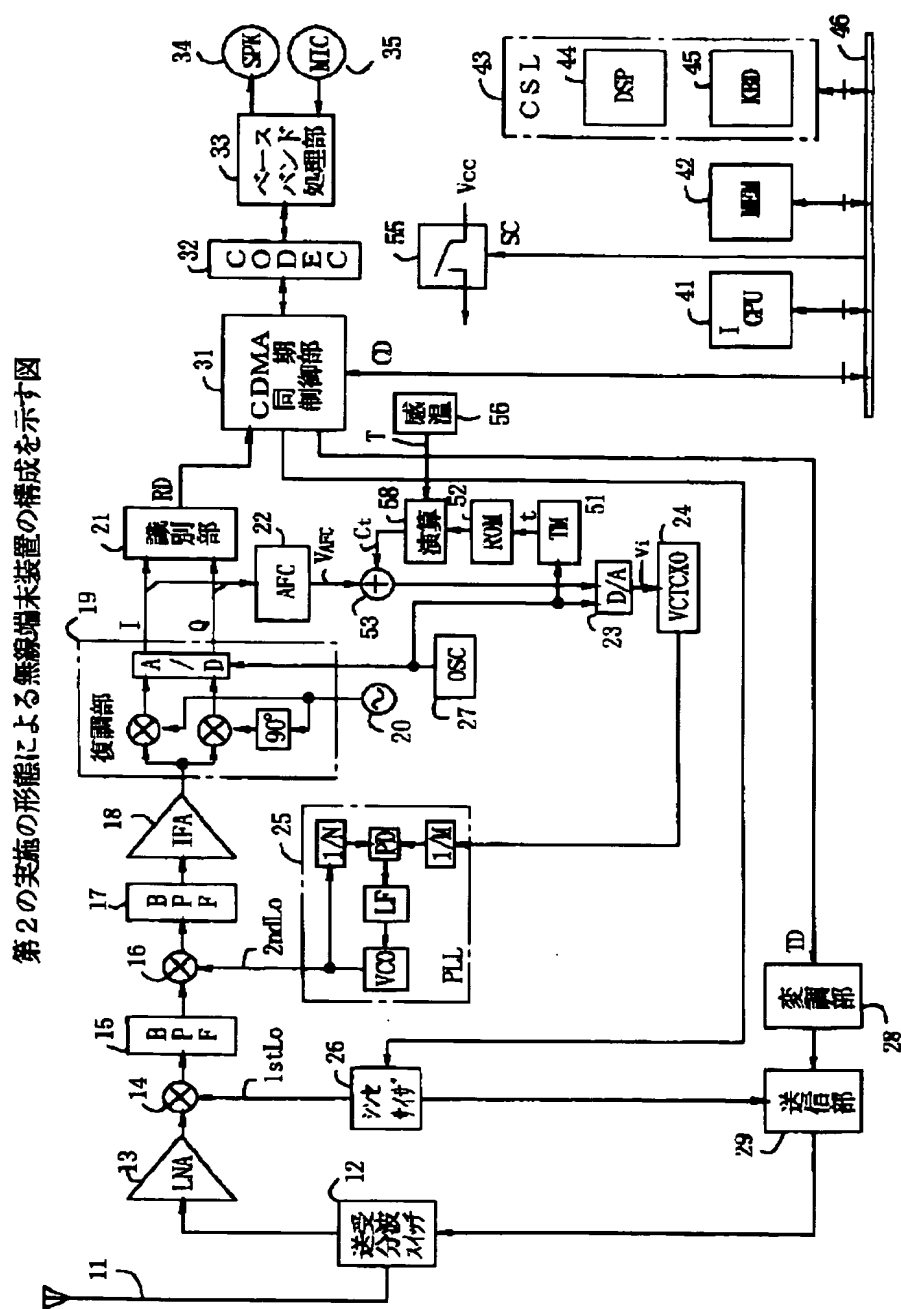 第2の実施の形態による無線端末装置の構成を示す図
11
12
送受
分波
スイッチ
13
LNA
14
1stLo
15
BPF
16
2ndLo
17
BPF
18
IFA
19
復調部
90°
A/D
20
I
Q
21
識別部
RD
22
AFC
VAFC
53
Ct
T
感温
56
58
演算
52
ROM
t
TM
51
D/A
23
Vi
24
VCTCXO
OSC
27
25
1/N
PD
1/M
LF
VCO
PLL
26
シンセ
サイザ
TD
変調部
28
送信部
29
31
CDMA
同期
制御部
CD
32
CODEC
33
ベース
バンド
処理部
34
SPK
MIC
35
55
Vcc
SC
41
CPU
I
42
MEM
43
CSL
44
DSP
45
KBD
46